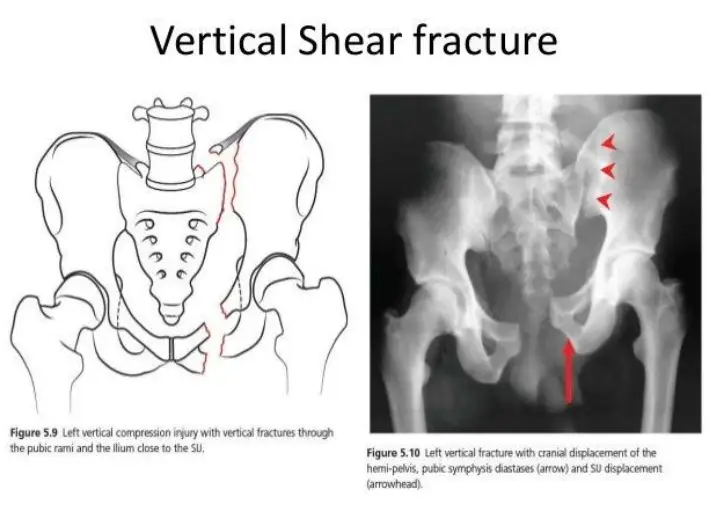 Vertical Shear fracture
Figure 5.9 Left vertical compression injury with vertical fractures through
the pubic rami and the Ilium close to the SIJ.
Figure 5.10 Left vertical fracture with cranial displacement of the
hemi-pelvis, pubic symphysis diastases (arrow) and SIJ displacement
(arrowhead).